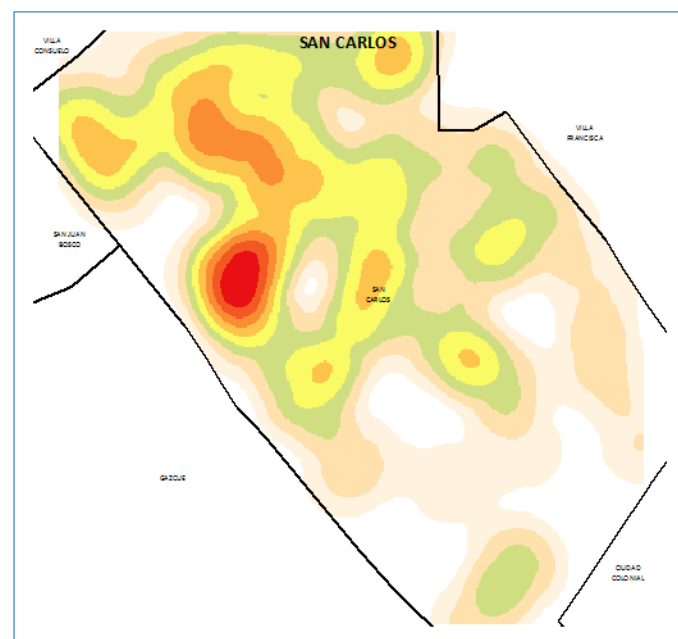 SAN CARLOS
VILLA
CONSUELO
VILLA
FRANCISCA
SAN JUAN
BOSCO
SAN
CARLOS
GAZCUE
CIUDAD
COLONIAL